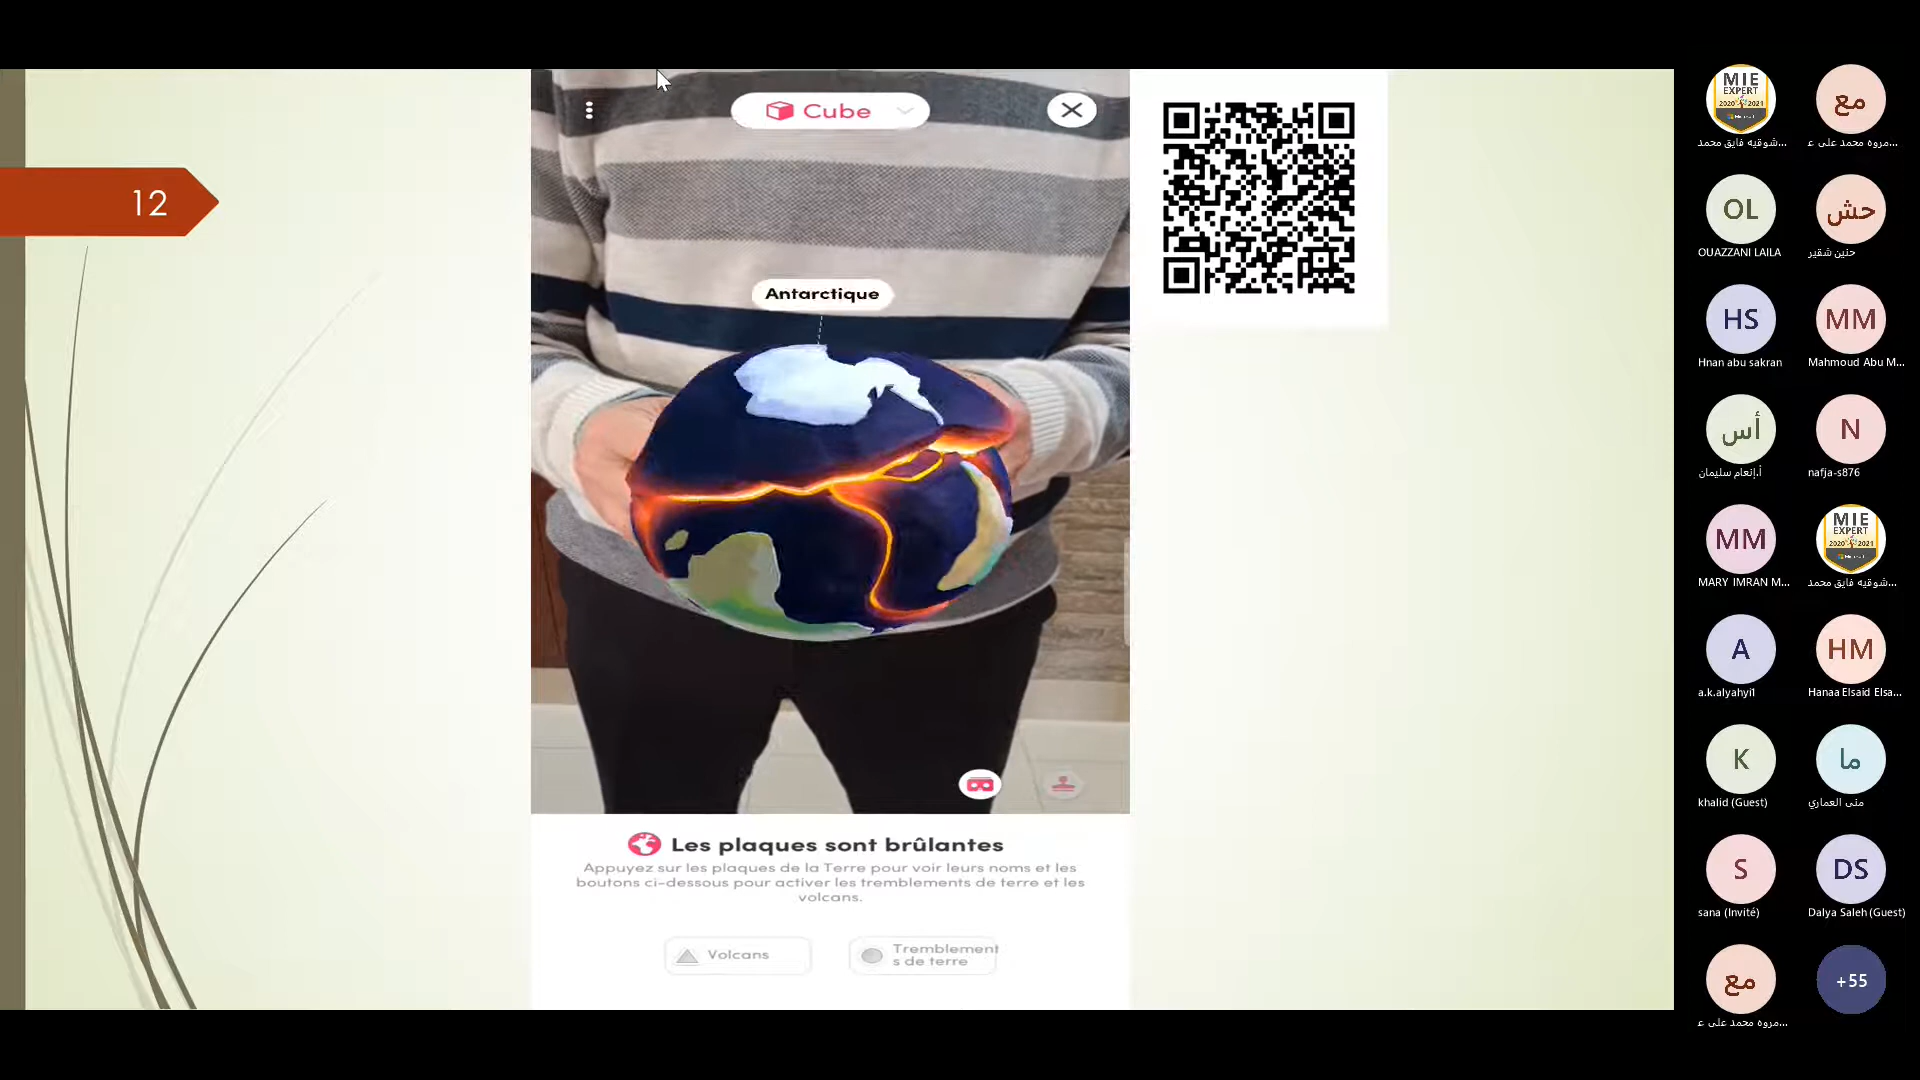 12
Cube
Antarctique
Les plaques sont brûlantes
Appuyez sur les plaques de la Terre pour voir leurs noms et les
boutons ci-dessous pour activer les tremblements de terre et les
volcans.
Volcans
Tremblement
s de terre
MIE
EXPERT
2020 2021
Microsoft
شوقيه فايق محمد...
مع
مروه محمد على ع...
OL
OUAZZANI LAILA
حش
حنين شقير
HS
Hnan abu sakran
MM
Mahmoud Abu M...
أس
أ.إنعام سليمان
N
nafja-s876
MM
MARY IMRAN M...
MIE
EXPERT
2020 2021
شوقيه فايق محمد...
A
a.k.alyahyi1
HM
Hanaa Elsaid Elsa...
K
khalid (Guest)
ما
منى العماري
S
sana (Invité)
DS
Dalya Saleh (Guest)
مع
مروه محمد على ع...
+55